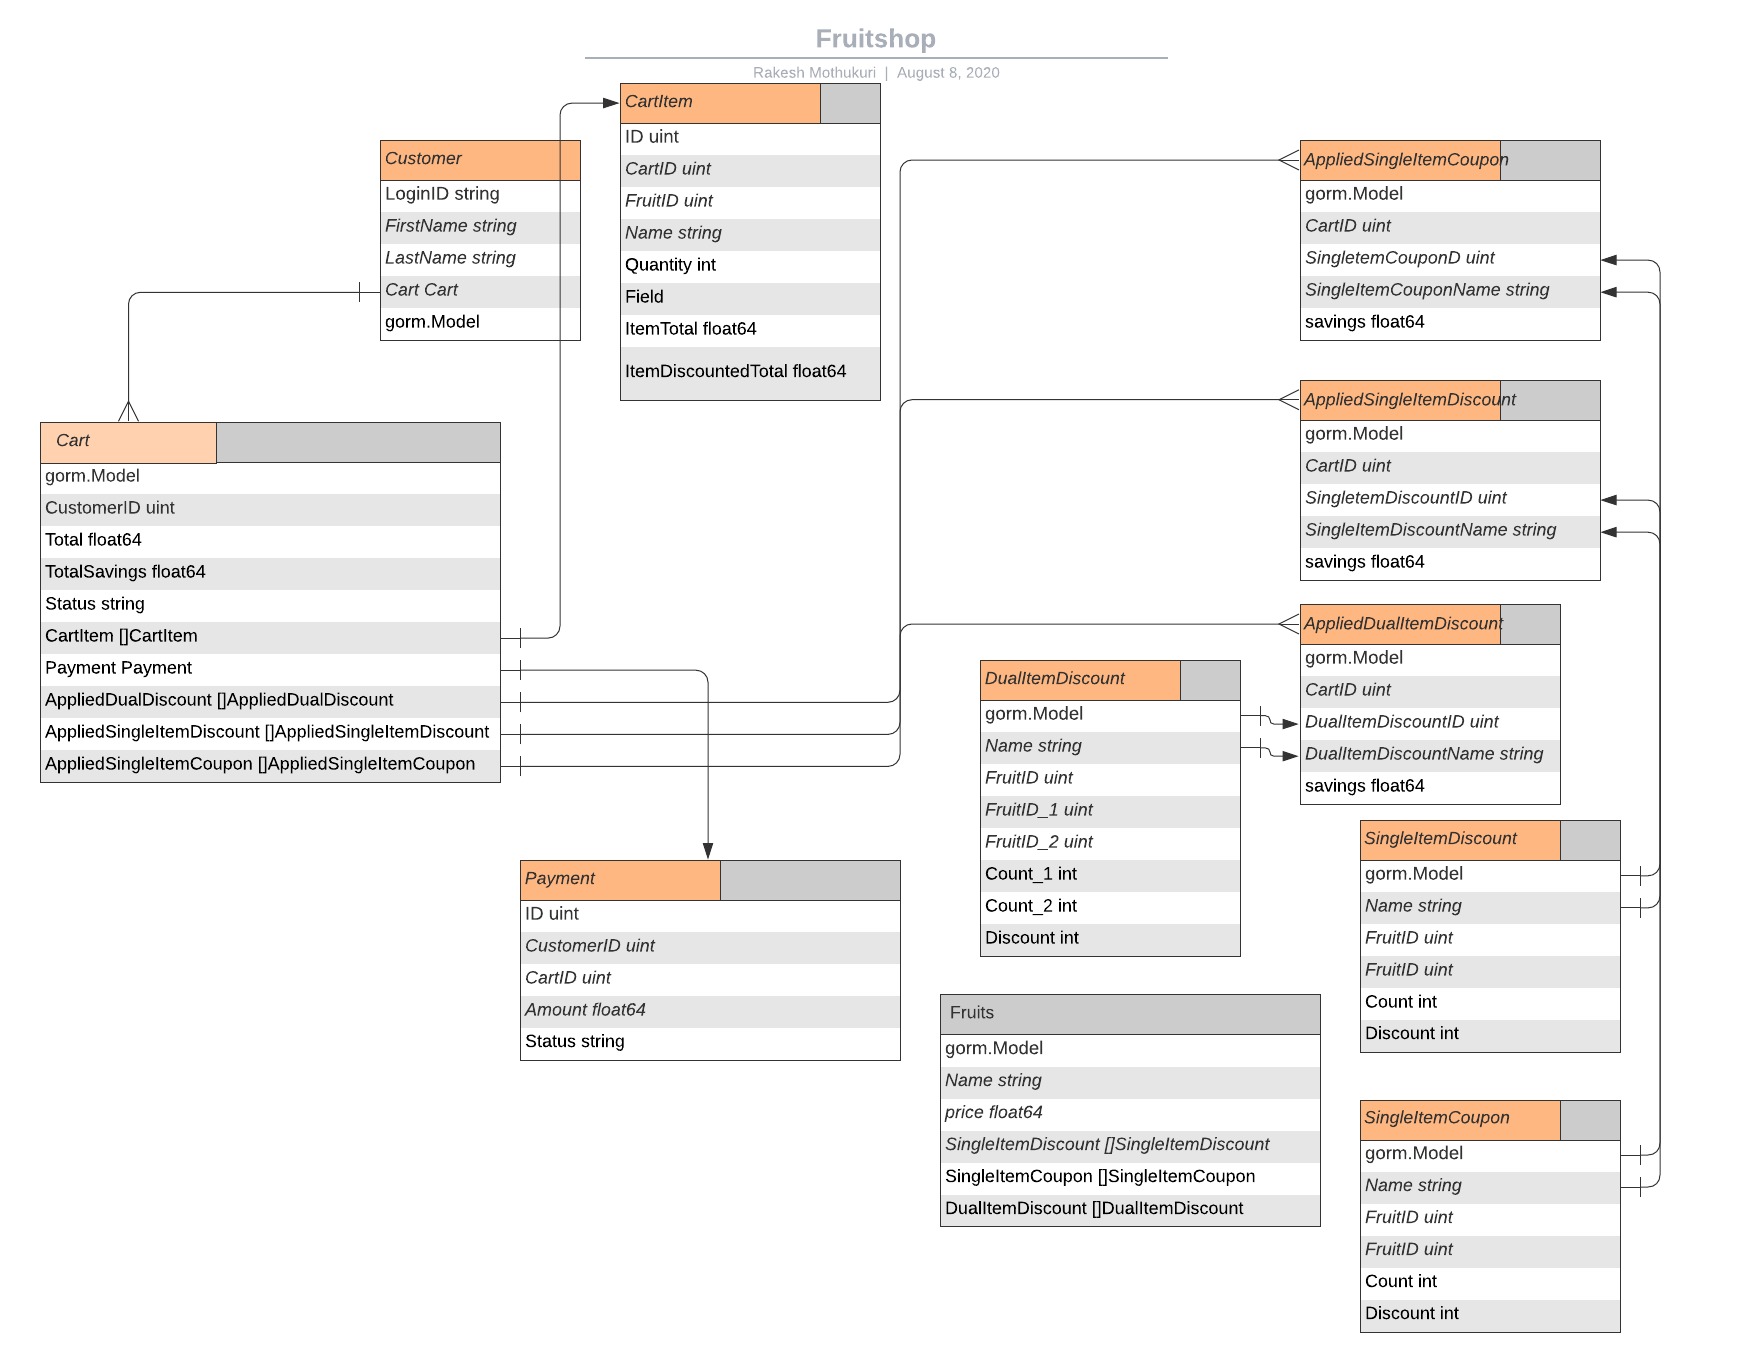 Fruitshop
Rakesh Mothukuri | August 8, 2020
CartItem
ID uint
CartID uint
FruitID uint
Name string
Quantity int
Field
ItemTotal float64
ItemDiscountedTotal float64
Customer
LoginID string
FirstName string
LastName string
Cart Cart
gorm.Model
AppliedSingleItemCoupon
gorm.Model
CartID uint
SingletemCouponD uint
SingleItemCouponName string
savings float64
AppliedSingleItemDiscount
gorm.Model
CartID uint
SingletemDiscountID uint
SingleItemDiscountName string
savings float64
Cart
gorm.Model
CustomerID uint
Total float64
TotalSavings float64
Status string
CartItem []CartItem
Payment Payment
AppliedDualDiscount []AppliedDualDiscount
AppliedSingleItemDiscount []AppliedSingleItemDiscount
AppliedSingleItemCoupon []AppliedSingleItemCoupon
AppliedDualItemDiscount
gorm.Model
CartID uint
DualItemDiscountID uint
DualItemDiscountName string
savings float64
DualItemDiscount
gorm.Model
Name string
FruitID uint
FruitID_1 uint
FruitID_2 uint
Count_1 int
Count_2 int
Discount int
SingleItemDiscount
gorm.Model
Name string
FruitID uint
FruitID uint
Count int
Discount int
Payment
ID uint
CustomerID uint
CartID uint
Amount float64
Status string
Fruits
gorm.Model
Name string
price float64
SingleItemDiscount []SingleItemDiscount
SingleItemCoupon []SingleItemCoupon
DualItemDiscount []DualItemDiscount
SingleItemCoupon
gorm.Model
Name string
FruitID uint
FruitID uint
Count int
Discount int